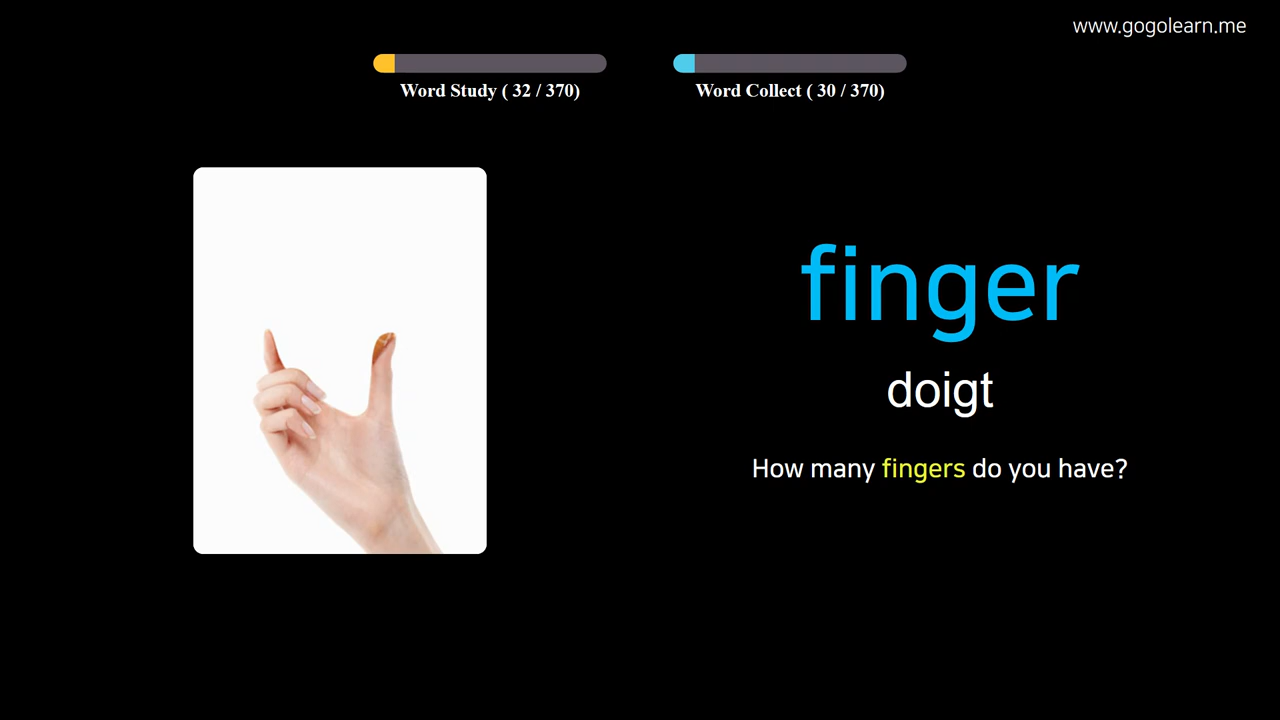 www.gogolearn.me
Word Study ( 32 / 370)
Word Collect ( 30 / 370)
finger
doigt
How many fingers do you have?